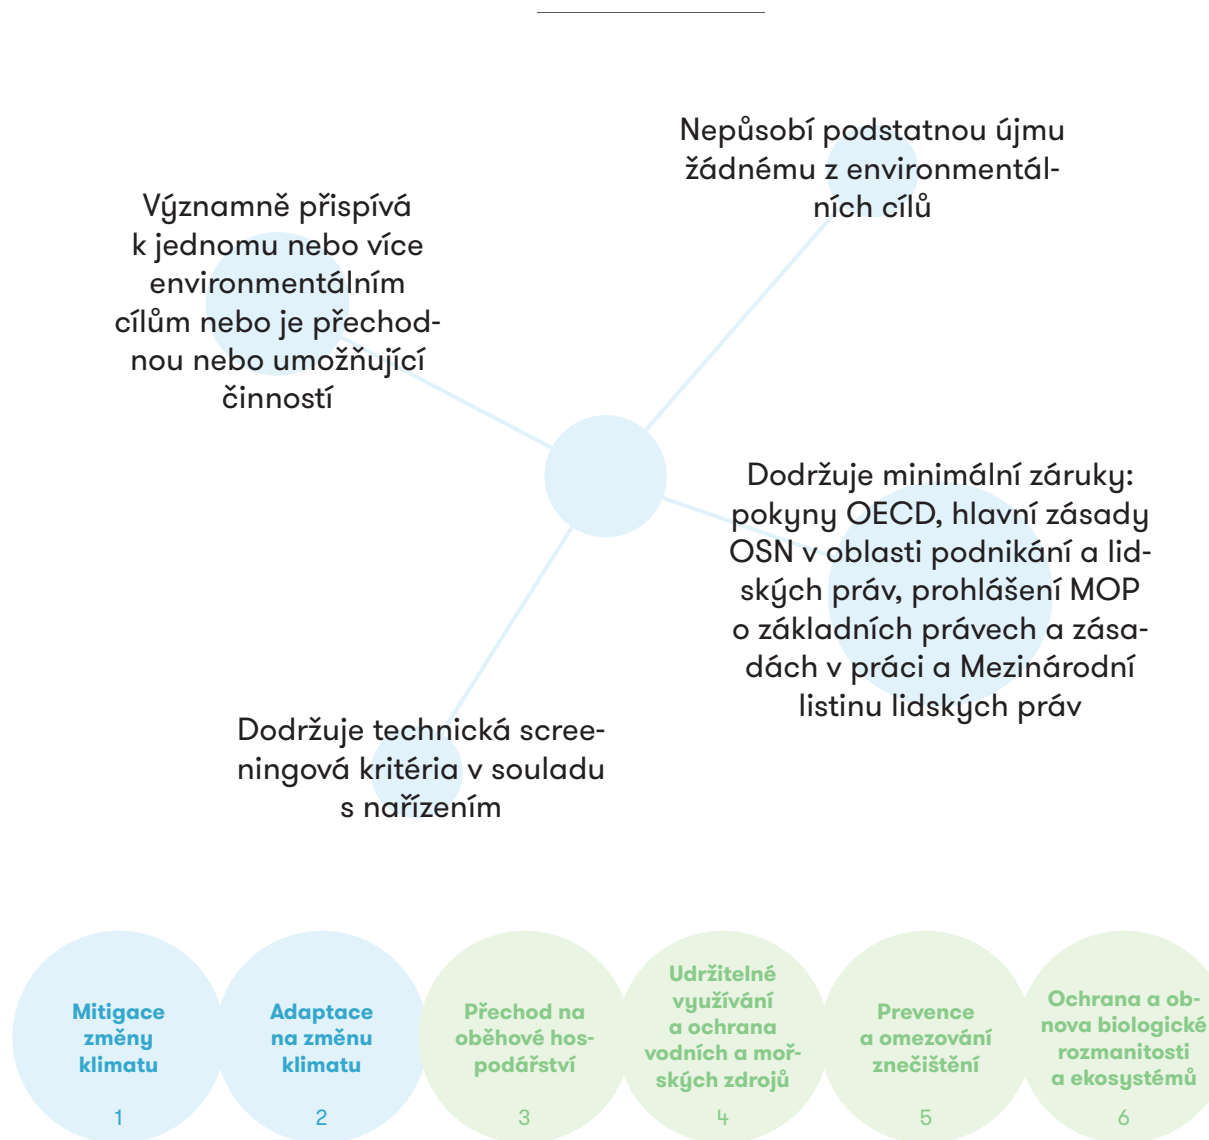 Nepůsobí podstatnou újmu
žádnému z environmentál-
ních cílů
Významně přispívá
k jednomu nebo více
environmentálním
cílům nebo je přechod-
nou nebo umožňující
činností
Dodržuje minimální záruky:
pokyny OECD, hlavní zásady
OSN v oblasti podnikání a lid-
ských práv, prohlášení MOP
o základních právech a zása-
dách v práci a Mezinárodní
listinu lidských práv
Dodržuje technická scree-
ningová kritéria v souladu
s nařízením
Mitigace
změny
klimatu
1
Adaptace
na změnu
klimatu
2
Přechod na
oběhové hos-
podářství
3
Udržitelné
využívání
a ochrana
vodních a moř-
ských zdrojů
4
Prevence
a omezování
znečištění
5
Ochrana a ob-
nova biologické
rozmanitosti
a ekosystémů
6